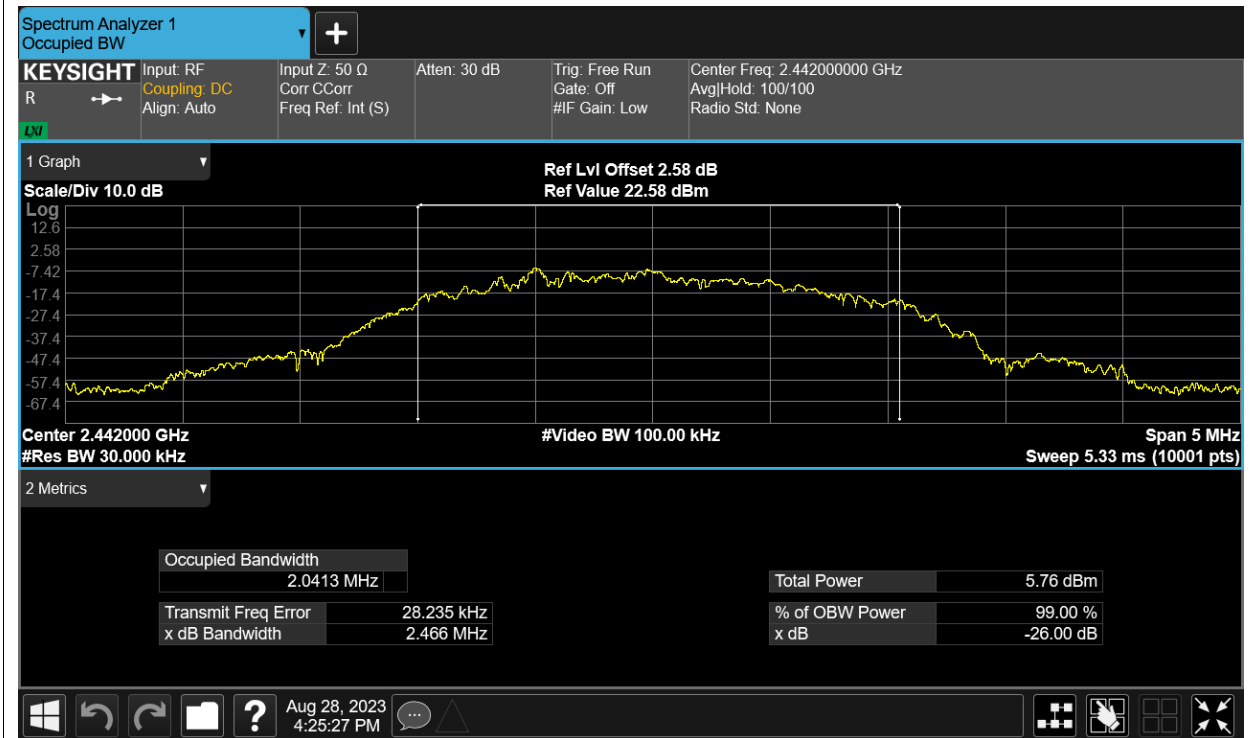 Spectrum Analyzer 1
Occupied BW
KEYSIGHT
R
LXI
Input: RF
Coupling: DC
Align: Auto
Input Z: 50 Ω
Corr CCorr
Freq Ref: Int (S)
Atten: 30 dB
Trig: Free Run
Gate: Off
#IF Gain: Low
Center Freq: 2.442000000 GHz
Avg|Hold: 100/100
Radio Std: None
1 Graph
Scale/Div 10.0 dB
Ref Lvl Offset 2.58 dB
Ref Value 22.58 dBm
Log
12.6
2.58
-7.42
-17.4
-27.4
-37.4
-47.4
-57.4
-67.4
Center 2.442000 GHz
#Res BW 30.000 kHz
#Video BW 100.00 kHz
Span 5 MHz
Sweep 5.33 ms (10001 pts)
2 Metrics
Occupied Bandwidth
2.0413 MHz
Transmit Freq Error 28.235 kHz
x dB Bandwidth 2.466 MHz
Total Power 5.76 dBm
% of OBW Power 99.00 %
x dB -26.00 dB
?
Aug 28, 2023
4:25:27 PM